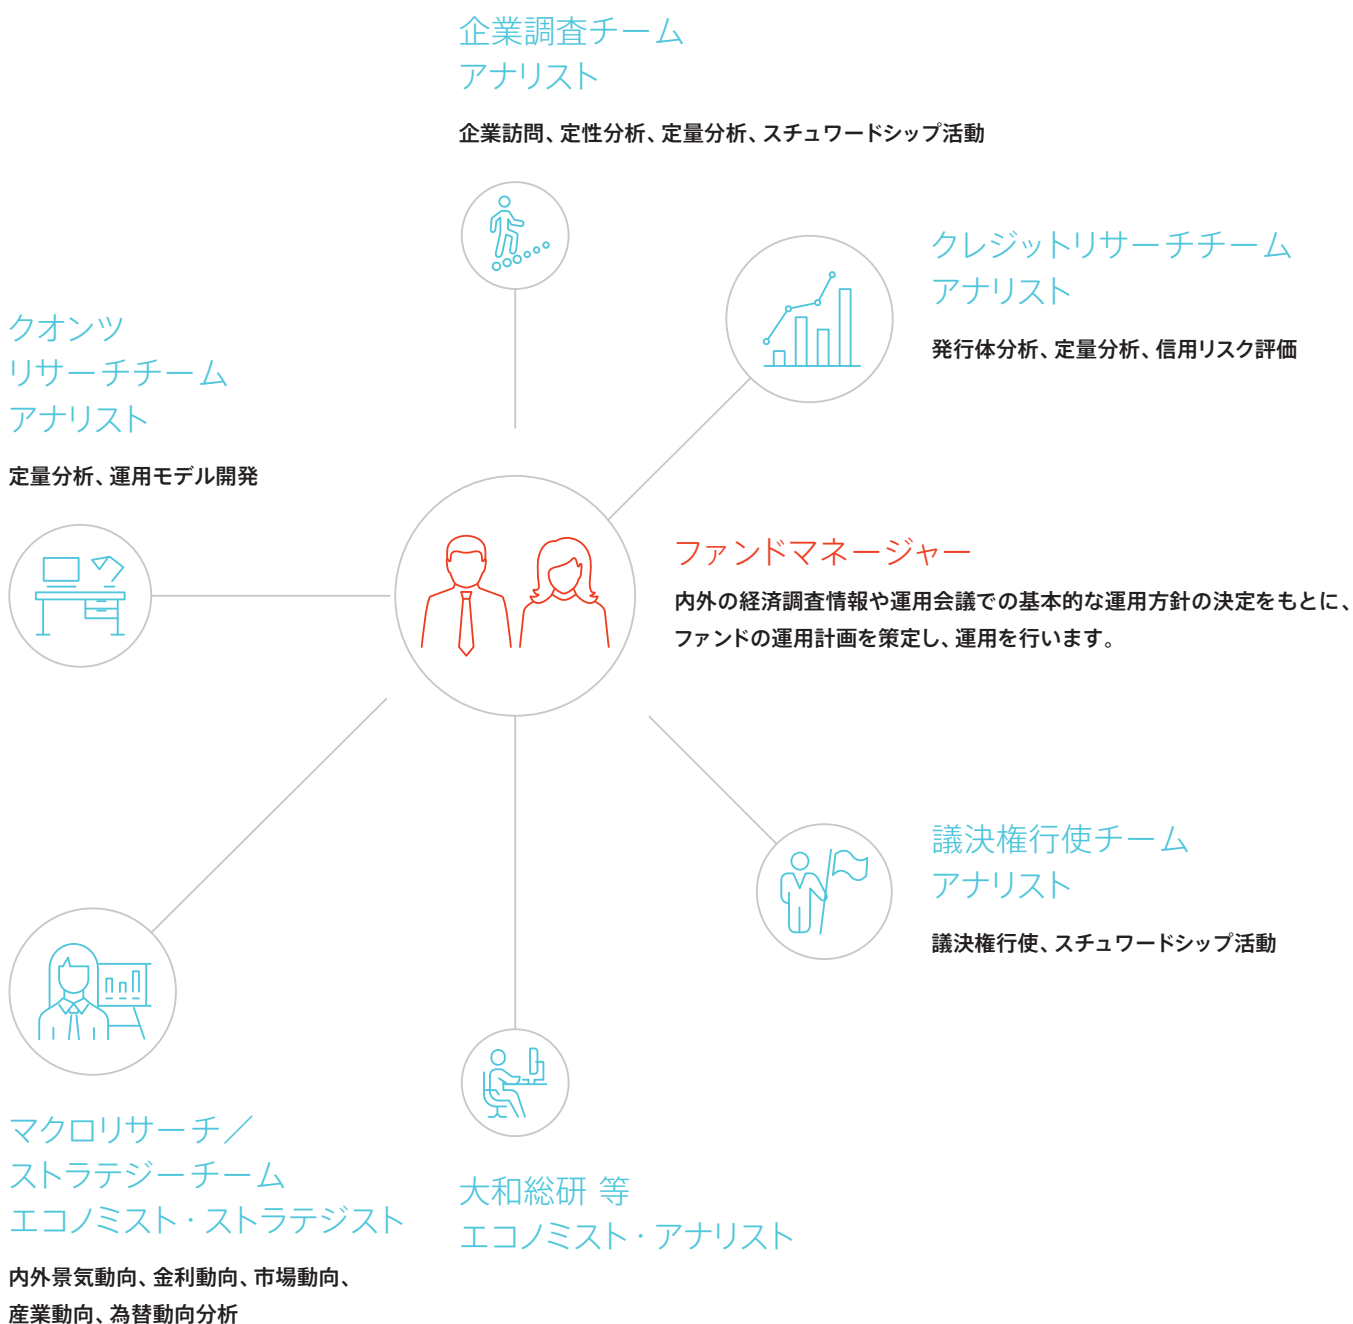 企業調査チーム
アナリスト
企業訪問、定性分析、定量分析、スチュワードシップ活動
クレジットリサーチチーム
アナリスト
発行体分析、定量分析、信用リスク評価
クオンツ
リサーチチーム
アナリスト
定量分析、運用モデル開発
ファンドマネージャー
内外の経済調査情報や運用会議での基本的な運用方針の決定をもとに、
ファンドの運用計画を策定し、運用を行います。
議決権行使チーム
アナリスト
議決権行使、スチュワードシップ活動
マクロリサーチ／
ストラテジーチーム
エコノミスト・ストラテジスト
内外景気動向、金利動向、市場動向、
産業動向、為替動向分析
大和総研 等
エコノミスト・アナリスト